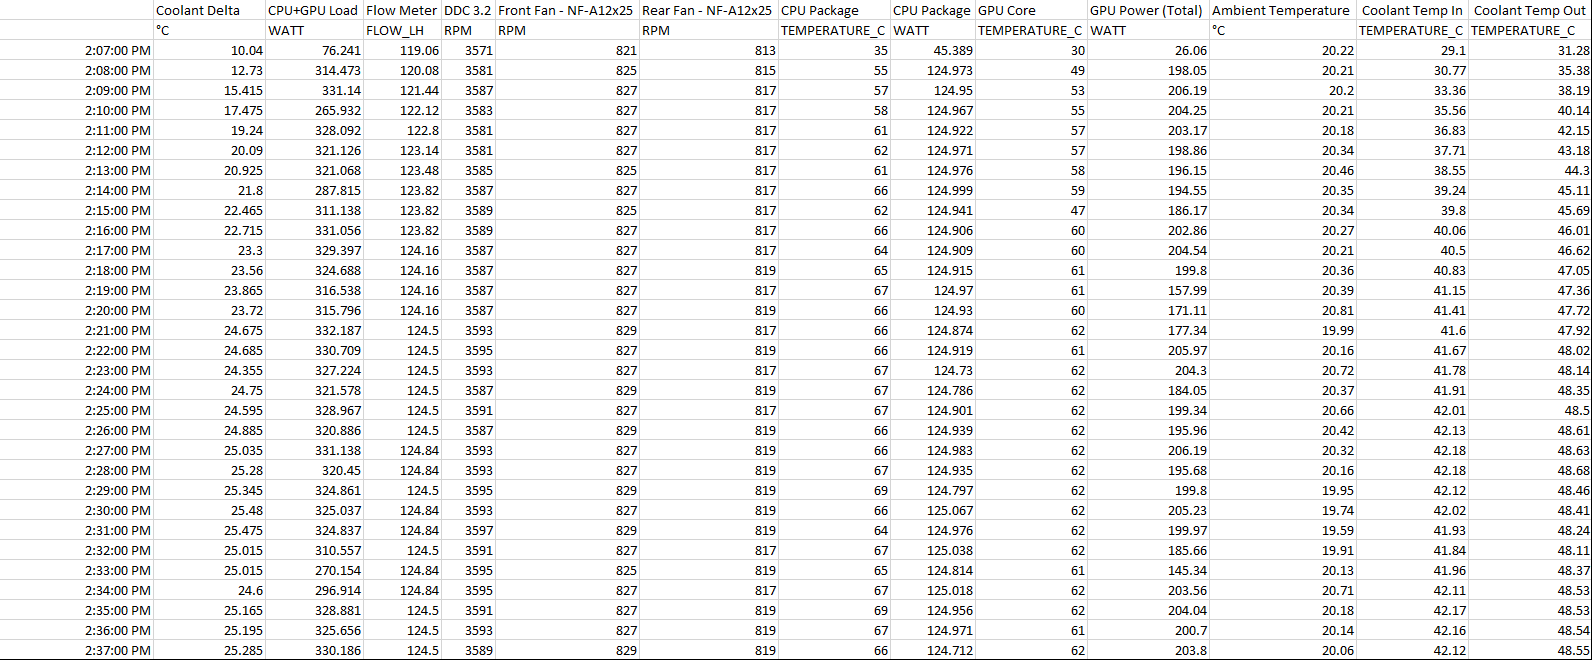 Coolant Delta CPU+GPU Load Flow Meter DDC 3.2 Front Fan - NF-A12x25 Rear Fan - NF-A12x25 CPU Package CPU Package GPU Core GPU Power (Total) Ambient Temperature Coolant Temp In Coolant Temp Out
°C WATT FLOW_LH RPM RPM RPM TEMPERATURE_C WATT TEMPERATURE_C WATT °C TEMPERATURE_C TEMPERATURE_C
2:07:00 PM 10.04 76.241 119.06 3571 821 813 35 45.389 30 26.06 20.22 29.1 31.28
2:08:00 PM 12.73 314.473 120.08 3581 825 815 55 124.973 49 198.05 20.21 30.77 35.38
2:09:00 PM 15.415 331.14 121.44 3587 827 817 57 124.95 53 206.19 20.2 33.36 38.19
2:10:00 PM 17.475 265.932 122.12 3583 827 817 58 124.967 55 204.25 20.21 35.56 40.14
2:11:00 PM 19.24 328.092 122.8 3581 827 817 61 124.922 57 203.17 20.18 36.83 42.15
2:12:00 PM 20.09 321.126 123.14 3581 827 817 62 124.971 57 198.86 20.34 37.71 43.18
2:13:00 PM 20.925 321.068 123.48 3585 825 817 61 124.976 58 196.15 20.46 38.55 44.3
2:14:00 PM 21.8 287.815 123.82 3587 827 817 66 124.999 59 194.55 20.35 39.24 45.11
2:15:00 PM 22.465 311.138 123.82 3589 825 817 62 124.941 47 186.17 20.34 39.8 45.69
2:16:00 PM 22.715 331.056 123.82 3589 827 817 66 124.906 60 202.86 20.27 40.06 46.01
2:17:00 PM 23.3 329.397 124.16 3587 827 817 64 124.909 60 204.54 20.21 40.5 46.62
2:18:00 PM 23.56 324.688 124.16 3587 827 819 65 124.915 61 199.8 20.36 40.83 47.05
2:19:00 PM 23.865 316.538 124.16 3587 827 817 67 124.97 61 157.99 20.39 41.15 47.36
2:20:00 PM 23.72 315.796 124.16 3587 827 819 66 124.93 60 171.11 20.81 41.41 47.72
2:21:00 PM 24.675 332.187 124.5 3593 829 817 66 124.874 62 177.34 19.99 41.6 47.92
2:22:00 PM 24.685 330.709 124.5 3595 827 819 66 124.919 61 205.97 20.16 41.67 48.02
2:23:00 PM 24.355 327.224 124.5 3593 827 817 67 124.73 62 204.3 20.72 41.78 48.14
2:24:00 PM 24.75 321.578 124.5 3587 829 819 67 124.786 62 184.05 20.37 41.91 48.35
2:25:00 PM 24.595 328.967 124.5 3591 827 817 67 124.901 62 199.34 20.66 42.01 48.5
2:26:00 PM 24.885 320.886 124.5 3587 829 819 66 124.939 62 195.96 20.42 42.13 48.61
2:27:00 PM 25.035 331.138 124.84 3593 827 819 66 124.983 62 206.19 20.32 42.18 48.63
2:28:00 PM 25.28 320.45 124.84 3593 827 819 67 124.935 62 195.68 20.16 42.18 48.68
2:29:00 PM 25.345 324.861 124.5 3595 829 819 69 124.797 62 199.8 19.95 42.12 48.46
2:30:00 PM 25.48 325.037 124.84 3593 827 819 66 125.067 62 205.23 19.74 42.02 48.41
2:31:00 PM 25.475 324.837 124.84 3597 829 819 64 124.976 62 199.97 19.59 41.93 48.24
2:32:00 PM 25.015 310.557 124.5 3591 827 817 67 125.038 62 185.66 19.91 41.84 48.11
2:33:00 PM 25.015 270.154 124.84 3595 825 819 65 124.814 61 145.34 20.13 41.96 48.37
2:34:00 PM 24.6 296.914 124.84 3595 827 817 67 125.018 62 203.56 20.71 42.11 48.53
2:35:00 PM 25.165 328.881 124.5 3591 827 819 69 124.956 62 204.04 20.18 42.17 48.53
2:36:00 PM 25.195 325.656 124.5 3593 827 819 67 124.971 61 200.7 20.14 42.16 48.54
2:37:00 PM 25.285 330.186 124.5 3589 829 819 66 124.712 62 203.8 20.06 42.12 48.55